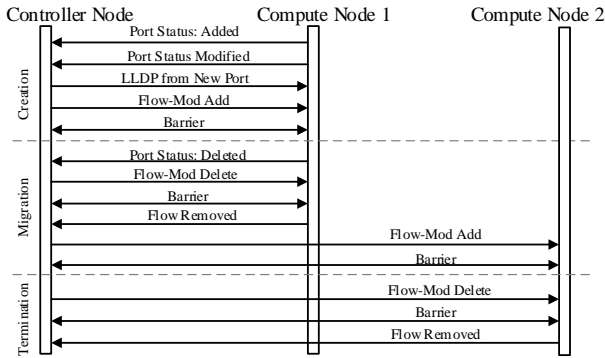 Controller Node Compute Node 1 Compute Node 2
Port Status: Added
Port Status Modified
LLDP from New Port
Flow-Mod Add
Barrier
Creation
Port Status: Deleted
Flow-Mod Delete
Barrier
Flow Removed
Flow-Mod Add
Barrier
Migration
Flow-Mod Delete
Barrier
Flow Removed
Termination